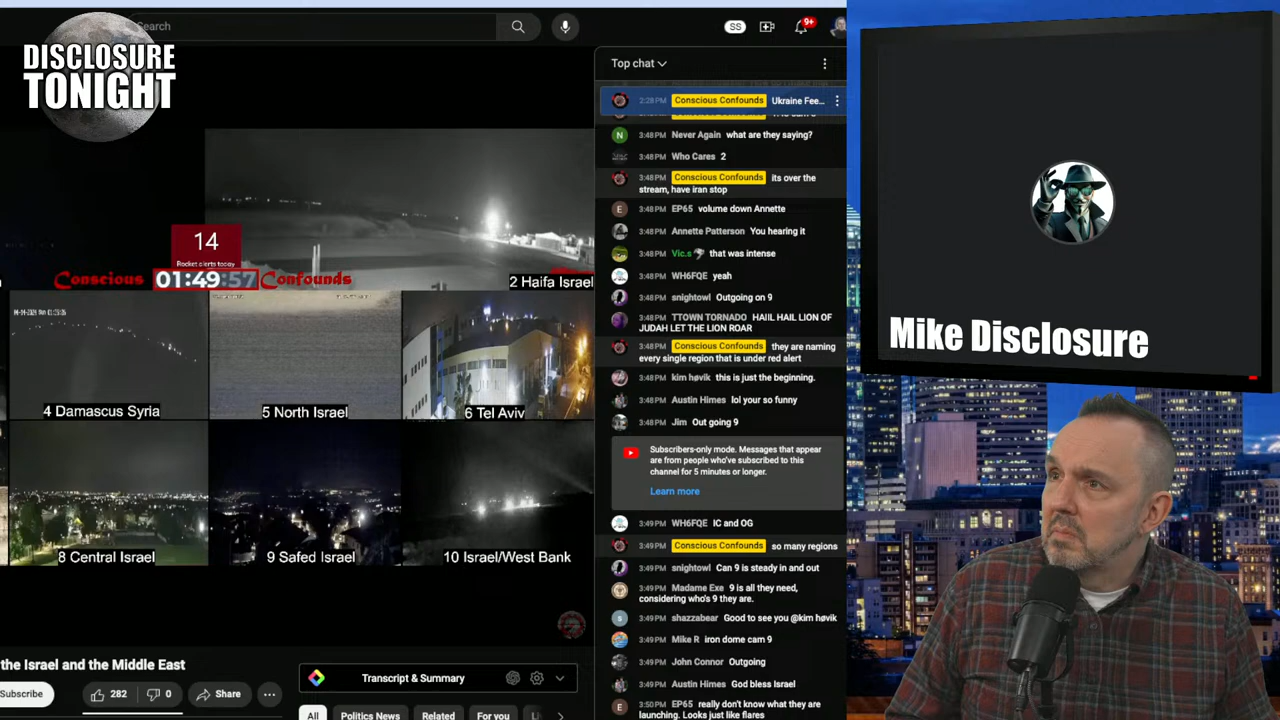 DISCLOSURE
TONIGHT
Search
SS
9+
14
Rocket alerts today
Conscious
01:49:57
Confounds
2 Haifa Israel
4 Damascus Syria
5 North Israel
6 Tel Aviv
8 Central Israel
9 Safed Israel
10 Israel/West Bank
the Israel and the Middle East
Subscribe
282
0
Share
Transcript & Summary
All
Politics News
Related
For you
Top chat
2:28 PM Conscious Confounds Ukraine Fee...
N
3:48 PM Never Again what are they saying?
3:48 PM Who Cares 2
3:48 PM Conscious Confounds its over the
stream, have iran stop
E
3:48 PM EP65 volume down Annette
3:48 PM Annette Patterson You hearing it
3:48 PM Vic.s that was intense
3:48 PM WH6FQE yeah
3:48 PM snightowl Outgoing on 9
3:48 PM TTOWN TORNADO HAIIL HAIL LION OF
JUDAH LET THE LION ROAR
3:48 PM Conscious Confounds they are naming
every single region that is under red alert
3:48 PM kim høvik this is just the beginning.
3:48 PM Austin Himes lol your so funny
3:48 PM Jim Out going 9
Subscribers-only mode. Messages that appear
are from people who've subscribed to this
channel for 5 minutes or longer.
Learn more
3:49 PM WH6FQE IC and OG
3:49 PM Conscious Confounds so many regions
3:49 PM snightowl Can 9 is steady in and out
3:49 PM Madame Exe 9 is all they need,
considering who's 9 they are.
S
3:49 PM shazzabear Good to see you @kim høvik
3:49 PM Mike R iron dome cam 9
3:49 PM John Connor Outgoing
3:49 PM Austin Himes God bless Israel
E
3:50 PM EP65 really don't know what they are
launching. Looks just like flares
Mike Disclosure